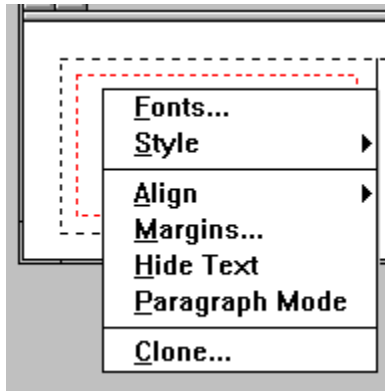 Fonts...
Style
Align
Margins...
Hide Text
Paragraph Mode
Clone...